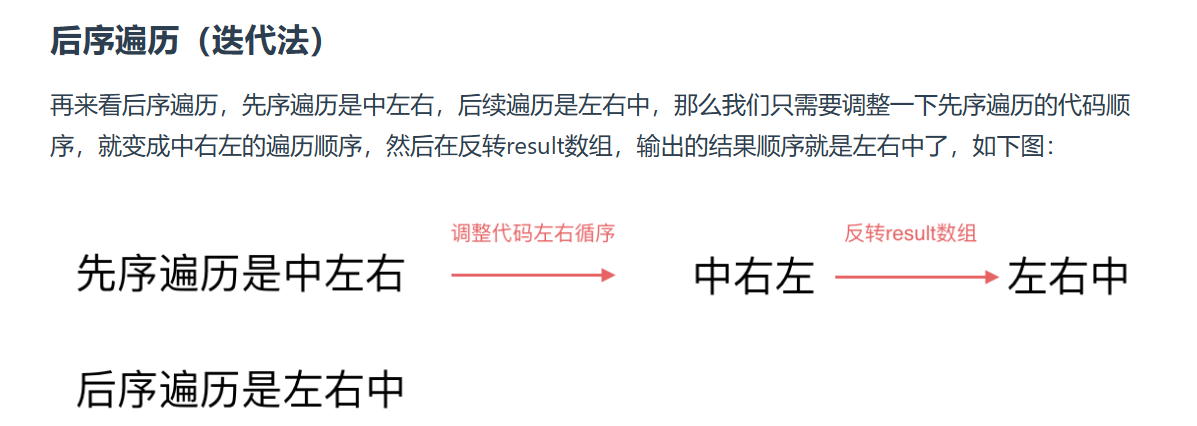 后序遍历（迭代法）
再来看后序遍历，先序遍历是中左右，后续遍历是左右中，那么我们只需要调整一下先序遍历的代码顺
序，就变成中右左的遍历顺序，然后在反转result数组，输出的结果顺序就是左右中了，如下图：
调整代码左右循序
反转result数组
先序遍历是中左右
中右左
左右中
后序遍历是左右中